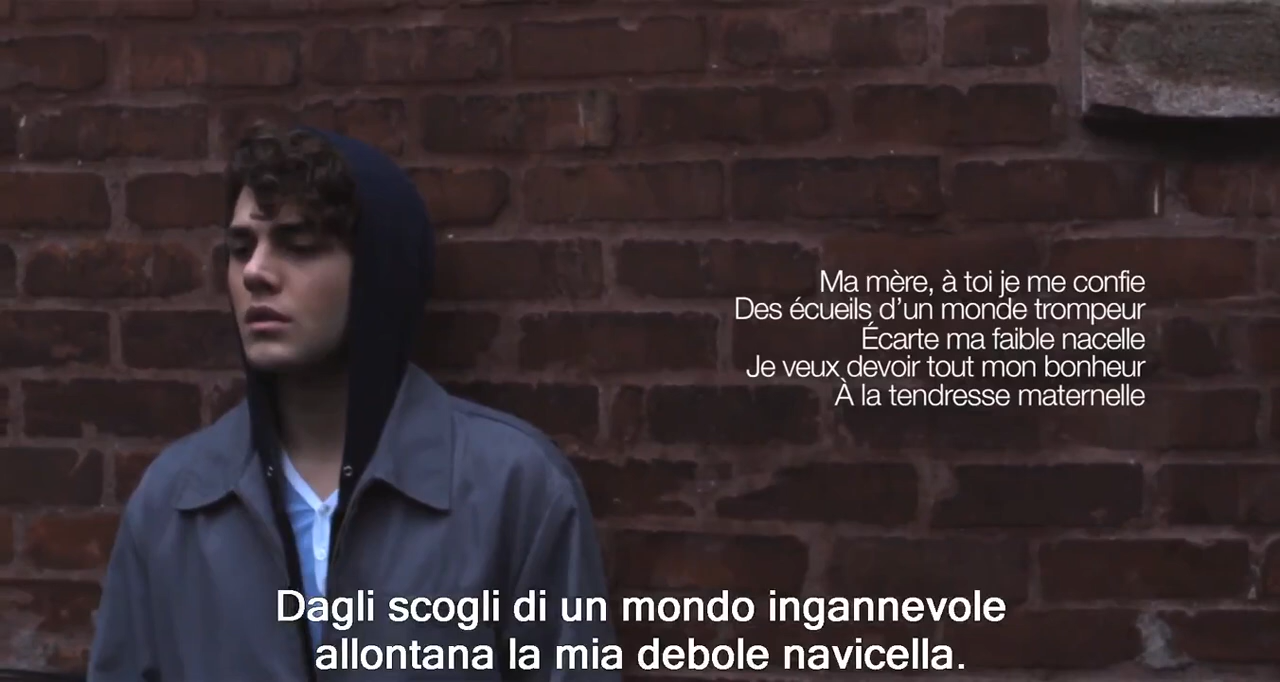 Ma mère, à toi je me confie
Des écueils d’un monde trompeur
Écarte ma faible nacelle
Je veux devoir tout mon bonheur
À la tendresse maternelle
Dagli scogli di un mondo ingannevole
allontana la mia debole navicella.